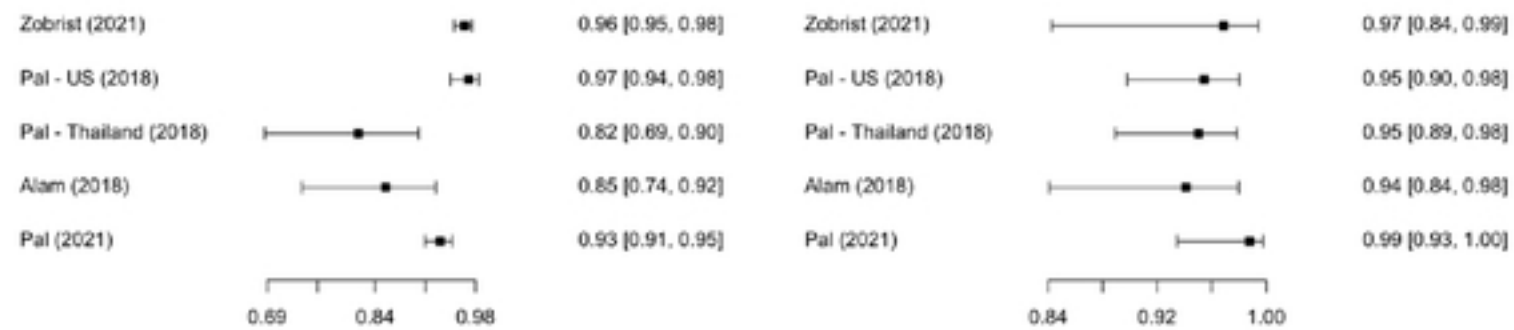 Zobrist (2021) 0.96 [0.95, 0.98] Zobrist (2021) 0.97 [0.84, 0.99]
Pal - US (2018) 0.97 [0.94, 0.98] Pal - US (2018) 0.95 [0.90, 0.98]
Pal - Thailand (2018) 0.82 [0.69, 0.90] Pal - Thailand (2018) 0.95 [0.89, 0.98]
Alam (2018) 0.85 [0.74, 0.92] Alam (2018) 0.94 [0.84, 0.98]
Pal (2021) 0.93 [0.91, 0.95] Pal (2021) 0.99 [0.93, 1.00]
0.69 0.84 0.98 0.84 0.92 1.00